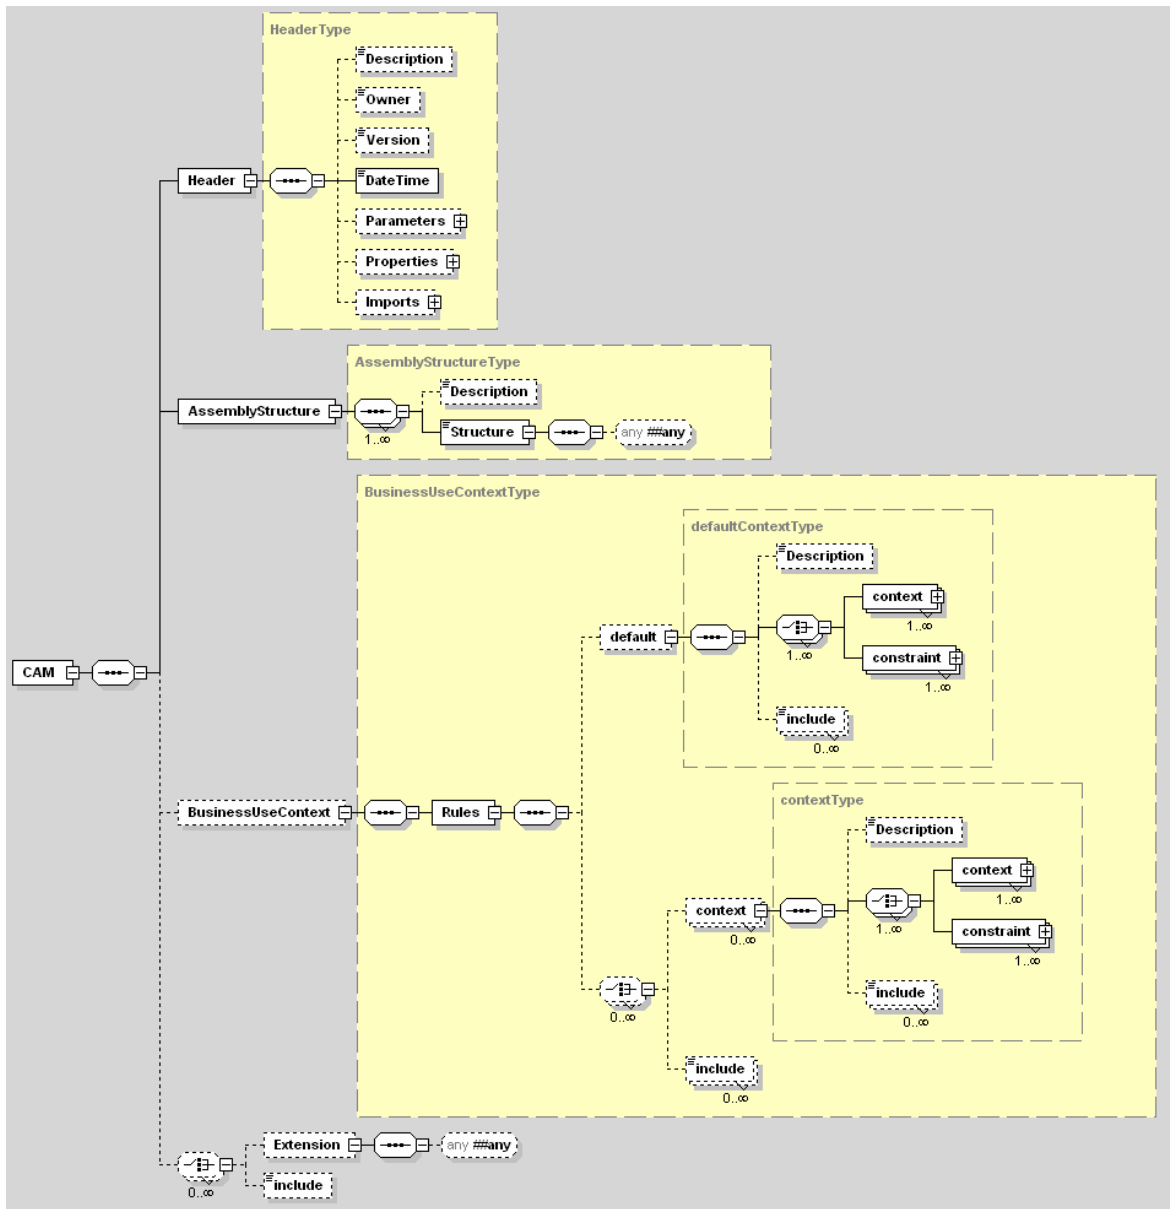 HeaderType
Description
Owner
Version
Header
DateTime
Parameters
Properties
Imports
AssemblyStructureType
Description
AssemblyStructure
1..∞
Structure
any ##any
BusinessUseContextType
defaultContextType
Description
context
1..∞
default
1..∞
constraint
1..∞
include
0..∞
CAM
BusinessUseContext
Rules
contextType
Description
context
1..∞
context
0..∞
1..∞
constraint
1..∞
include
0..∞
0..∞
include
0..∞
Extension
any ##any
0..∞
include